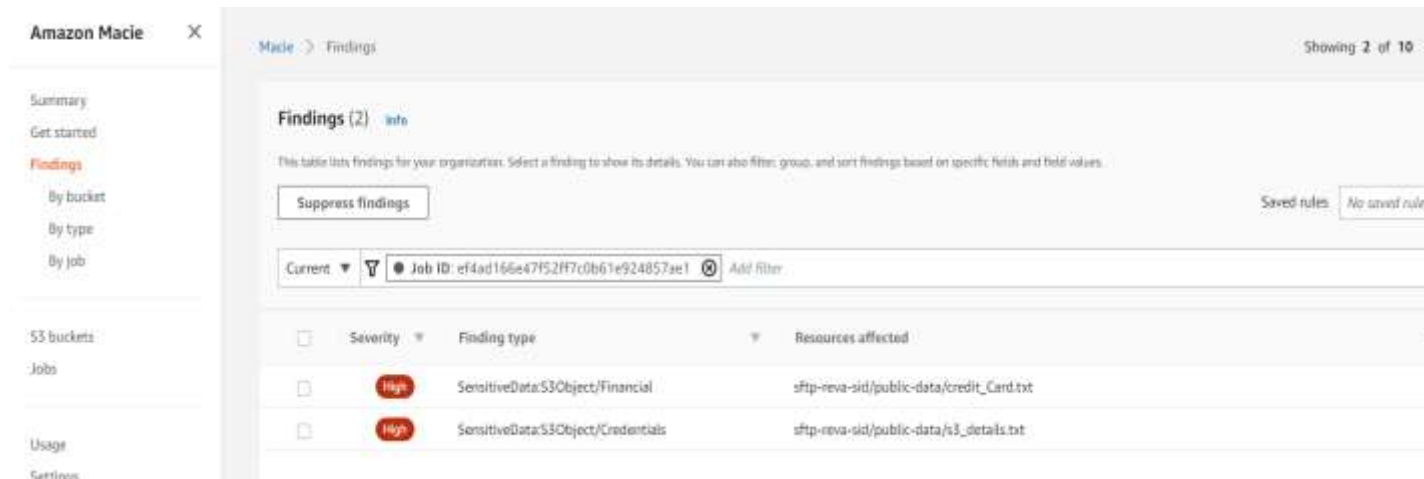 Amazon Macie
Summary
Get started
Findings
By bucket
By type
By job
S3 buckets
Jobs
Usage
Settings
Macie > Findings
Showing 2 of 10
Findings (2) Info
This table lists findings for your organization. Select a finding to show its details. You can also filter, group, and sort findings based on specific fields and field values.
Suppress findings
Saved rules No saved rule
Current Job ID: ef4ad166e47f52ff7c0b61e924857ae1 Add filter
Severity Finding type Resources affected
High SensitiveData:S3Object/Financial sftp-reva-sid/public-data/credit_Card.txt
High SensitiveData:S3Object/Credentials sftp-reva-sid/public-data/s3_details.txt